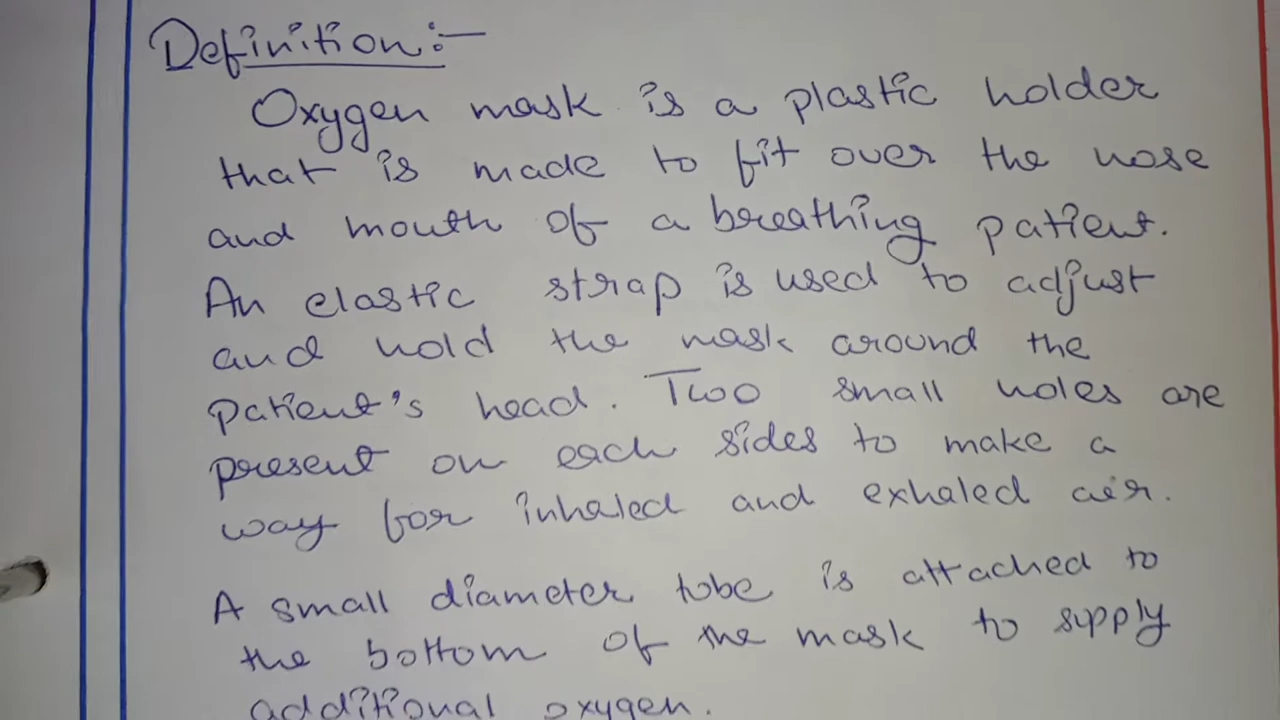 Definition:-
Oxygen mask is a plastic holder
that is made to fit over the nose
and mouth of a breathing patient.
An elastic strap is used to adjust
and hold the mask around the
patient's head. Two small holes are
present on each sides to make a
way for inhaled and exhaled air.
A small diameter tube is attached to
the bottom of the mask to supply
additional oxygen.